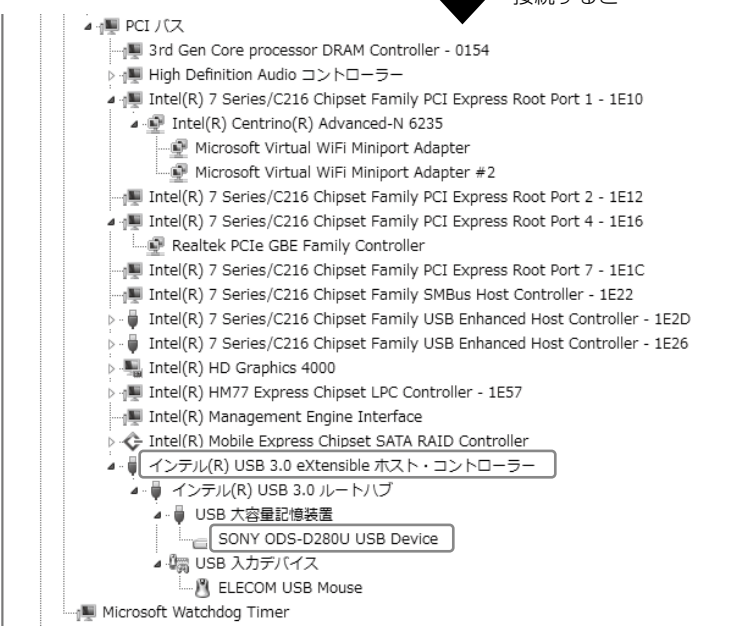 接続すると
PCI バス
3rd Gen Core processor DRAM Controller - 0154
High Definition Audio コントローラー
Intel(R) 7 Series/C216 Chipset Family PCI Express Root Port 1 - 1E10
Intel(R) Centrino(R) Advanced-N 6235
Microsoft Virtual WiFi Miniport Adapter
Microsoft Virtual WiFi Miniport Adapter #2
Intel(R) 7 Series/C216 Chipset Family PCI Express Root Port 2 - 1E12
Intel(R) 7 Series/C216 Chipset Family PCI Express Root Port 4 - 1E16
Realtek PCIe GBE Family Controller
Intel(R) 7 Series/C216 Chipset Family PCI Express Root Port 7 - 1E1C
Intel(R) 7 Series/C216 Chipset Family SMBus Host Controller - 1E22
Intel(R) 7 Series/C216 Chipset Family USB Enhanced Host Controller - 1E2D
Intel(R) 7 Series/C216 Chipset Family USB Enhanced Host Controller - 1E26
Intel(R) HD Graphics 4000
Intel(R) HM77 Express Chipset LPC Controller - 1E57
Intel(R) Management Engine Interface
Intel(R) Mobile Express Chipset SATA RAID Controller
インテル(R) USB 3.0 eXtensible ホスト・コントローラー
インテル(R) USB 3.0 ルートハブ
USB 大容量記憶装置
SONY ODS-D280U USB Device
USB 入力デバイス
ELECOM USB Mouse
Microsoft Watchdog Timer